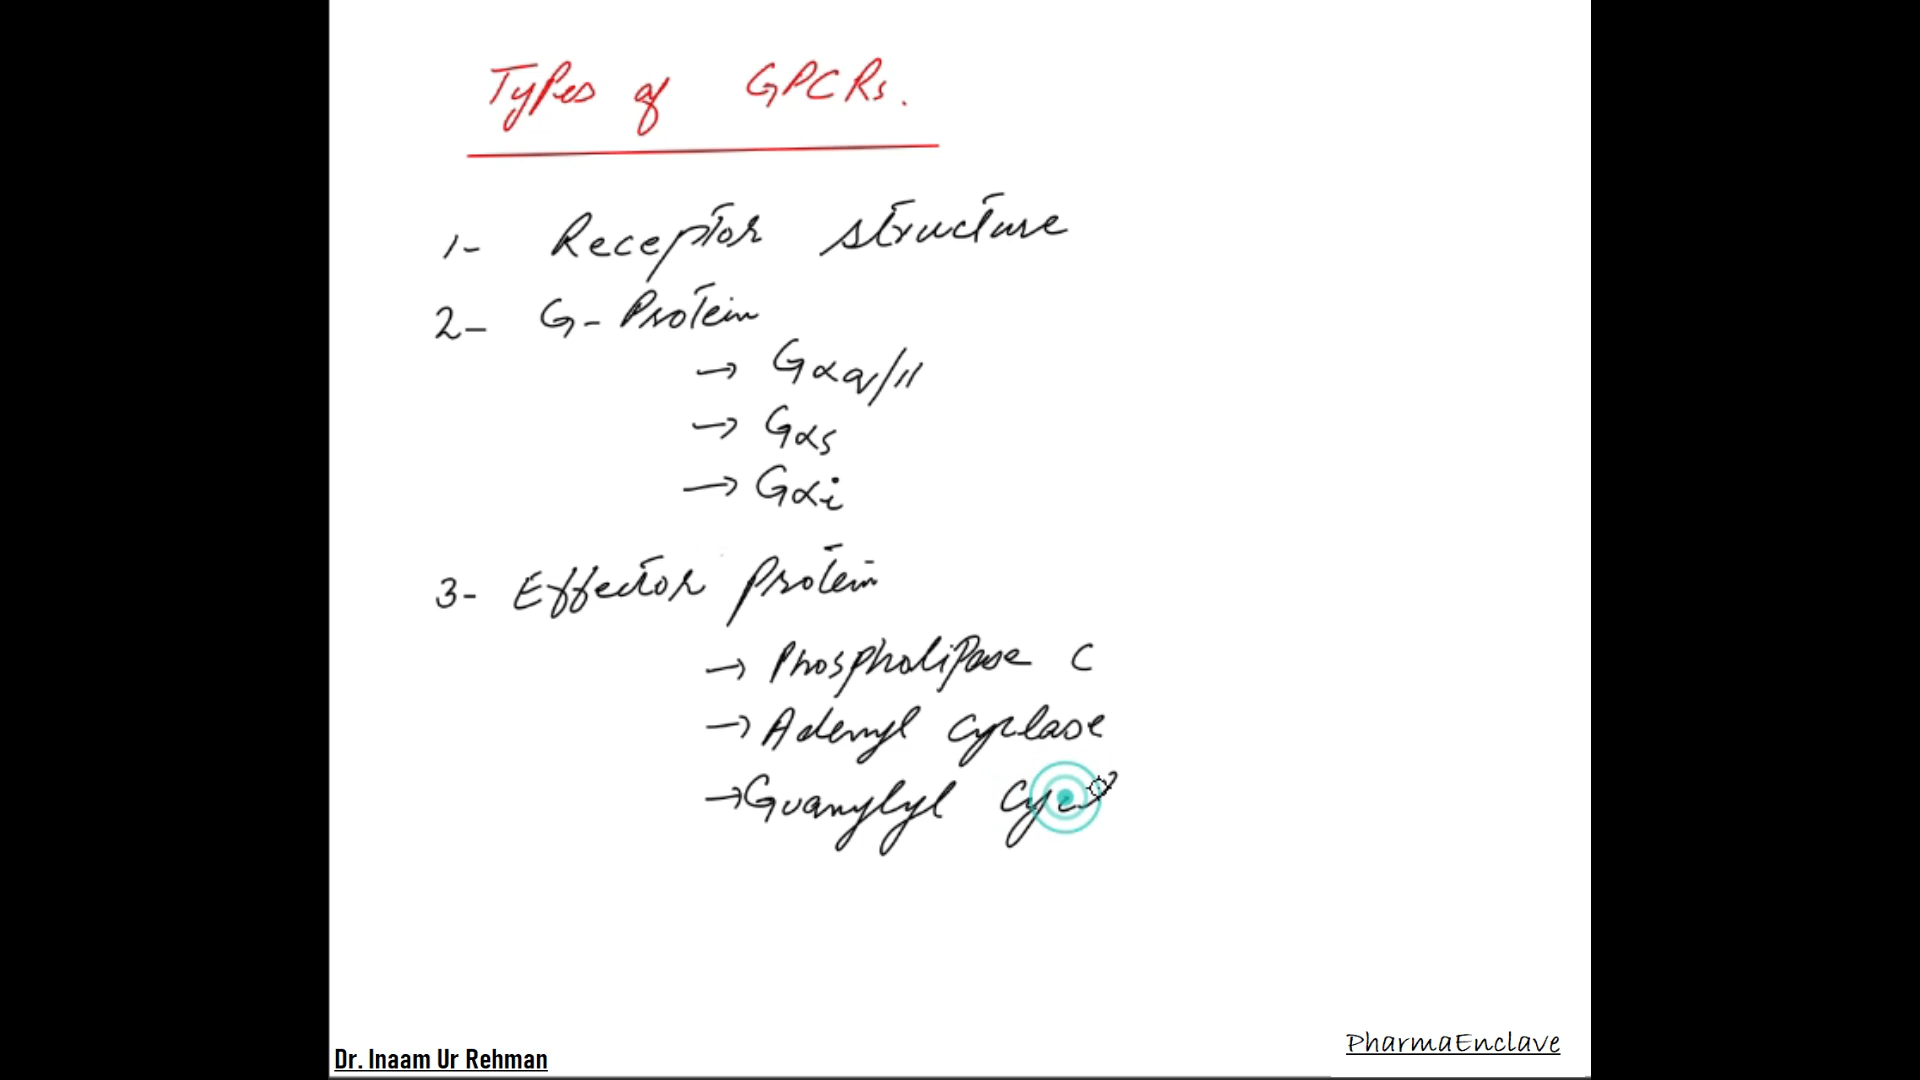 Types of GPCRs.
1- Receptor structure
2- G-Protein
→ Gαq/11
→ Gαs
→ Gαi
3- Effector Protein
→ Phospholipase C
→ Adenyl cyclase
→ Guanylyl
Dr. Inaam Ur Rehman
PharmaEnclave